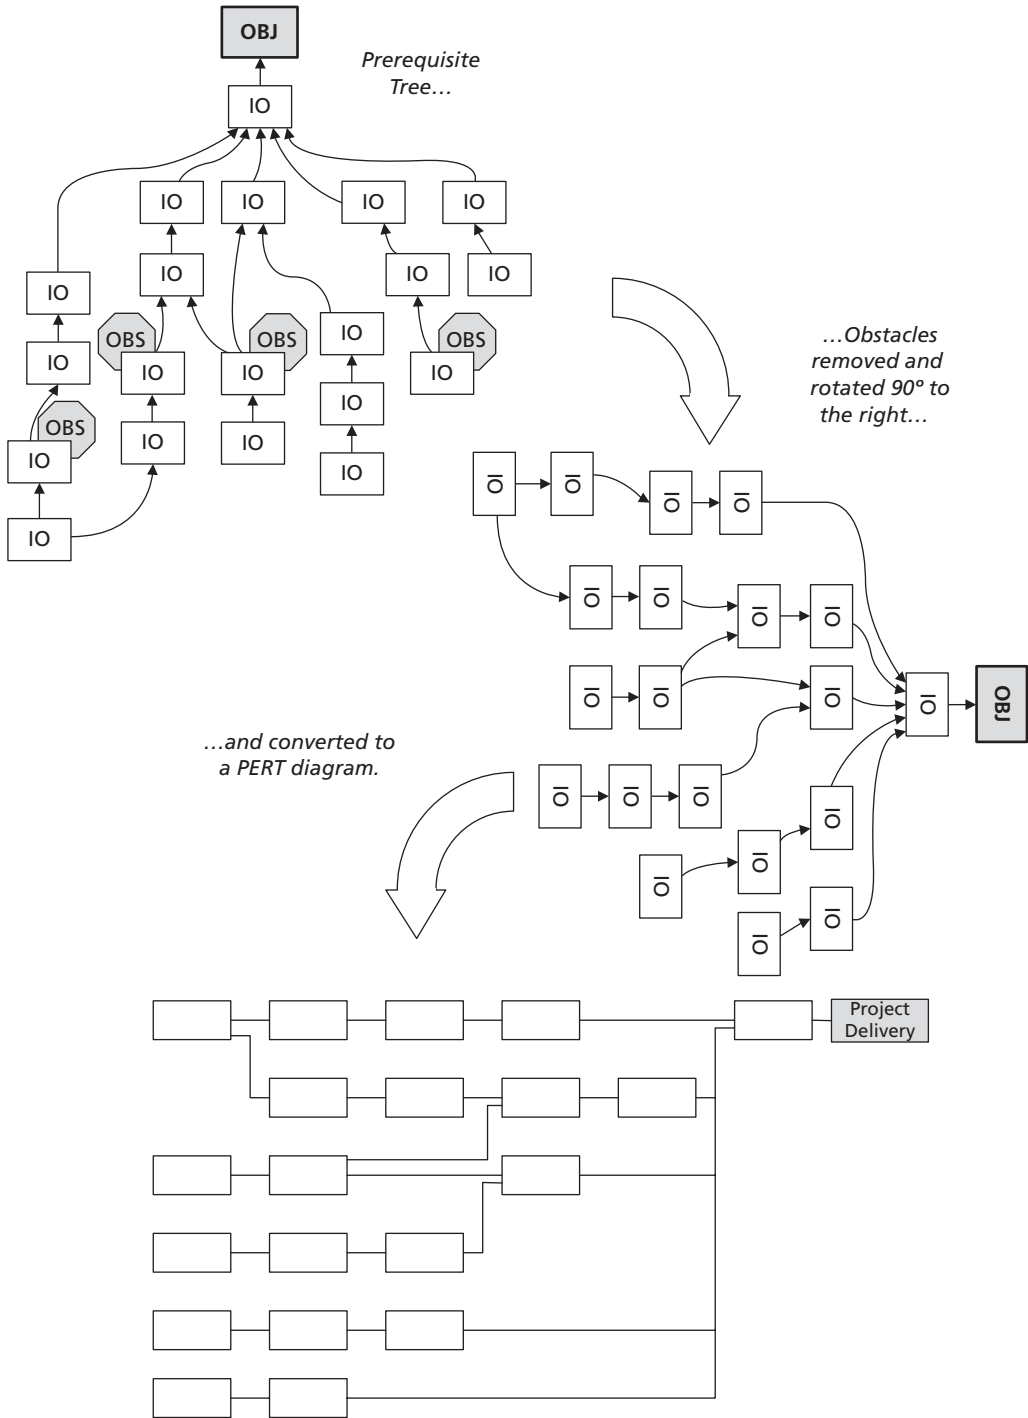 OBJ
Prerequisite
Tree…
IO
IO
IO
IO
IO
IO
IO
IO
IO
OBS
OBS
IO
OBS
IO
IO
IO
IO
IO
OBS
IO
IO
IO
IO
IO
…Obstacles
removed and
rotated 90º to
the right…
IO
IO
IO
IO
IO
IO
IO
IO
IO
IO
IO
IO
OBJ
…and converted to
a PERT diagram.
IO
IO
IO
IO
IO
IO
IO
IO
Project
Delivery